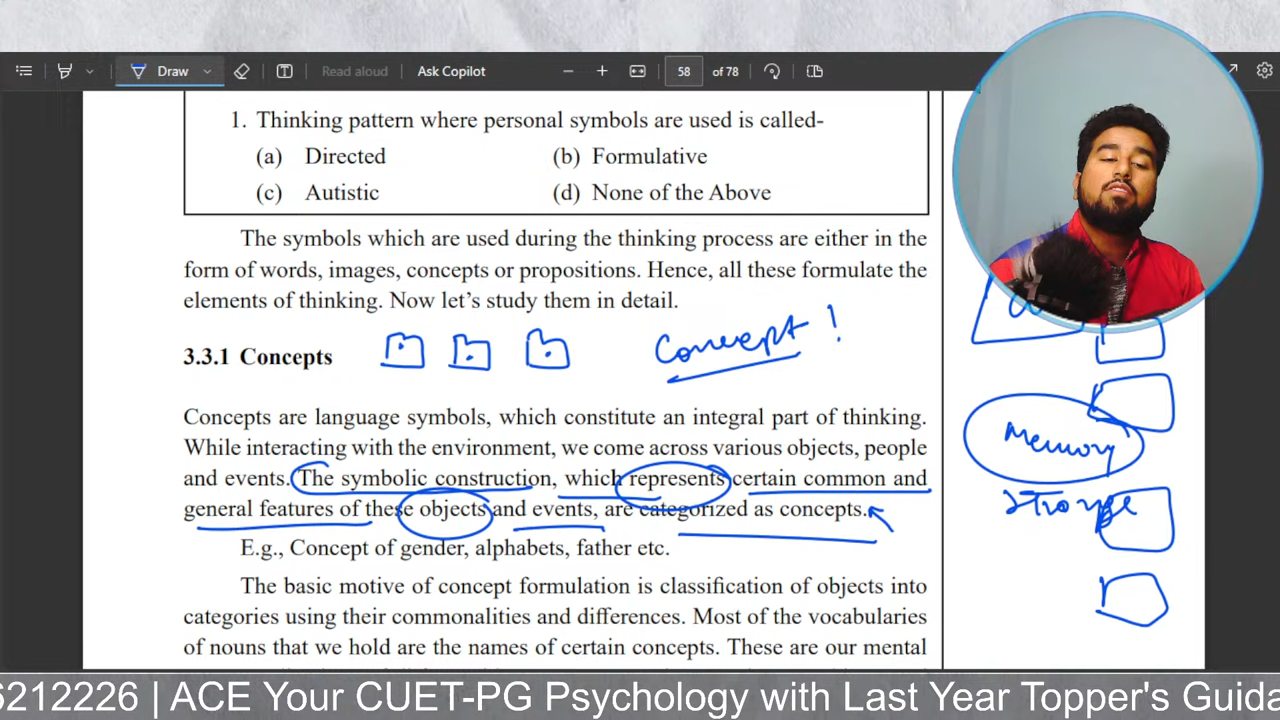 Draw
Read aloud
Ask Copilot
58
of 78
1. Thinking pattern where personal symbols are used is called-
(a) Directed (b) Formulative
(c) Autistic (d) None of the Above
The symbols which are used during the thinking process are either in the
form of words, images, concepts or propositions. Hence, all these formulate the
elements of thinking. Now let's study them in detail.
3.3.1 Concepts
Concept!
Concepts are language symbols, which constitute an integral part of thinking.
While interacting with the environment, we come across various objects, people
and events. The symbolic construction, which represents certain common and
general features of these objects and events, are categorized as concepts.
E.g., Concept of gender, alphabets, father etc.
The basic motive of concept formulation is classification of objects into
categories using their commonalities and differences. Most of the vocabularies
of nouns that we hold are the names of certain concepts. These are our mental
Memory
Storage
6212226 | ACE Your CUET-PG Psychology with Last Year Topper's Guida